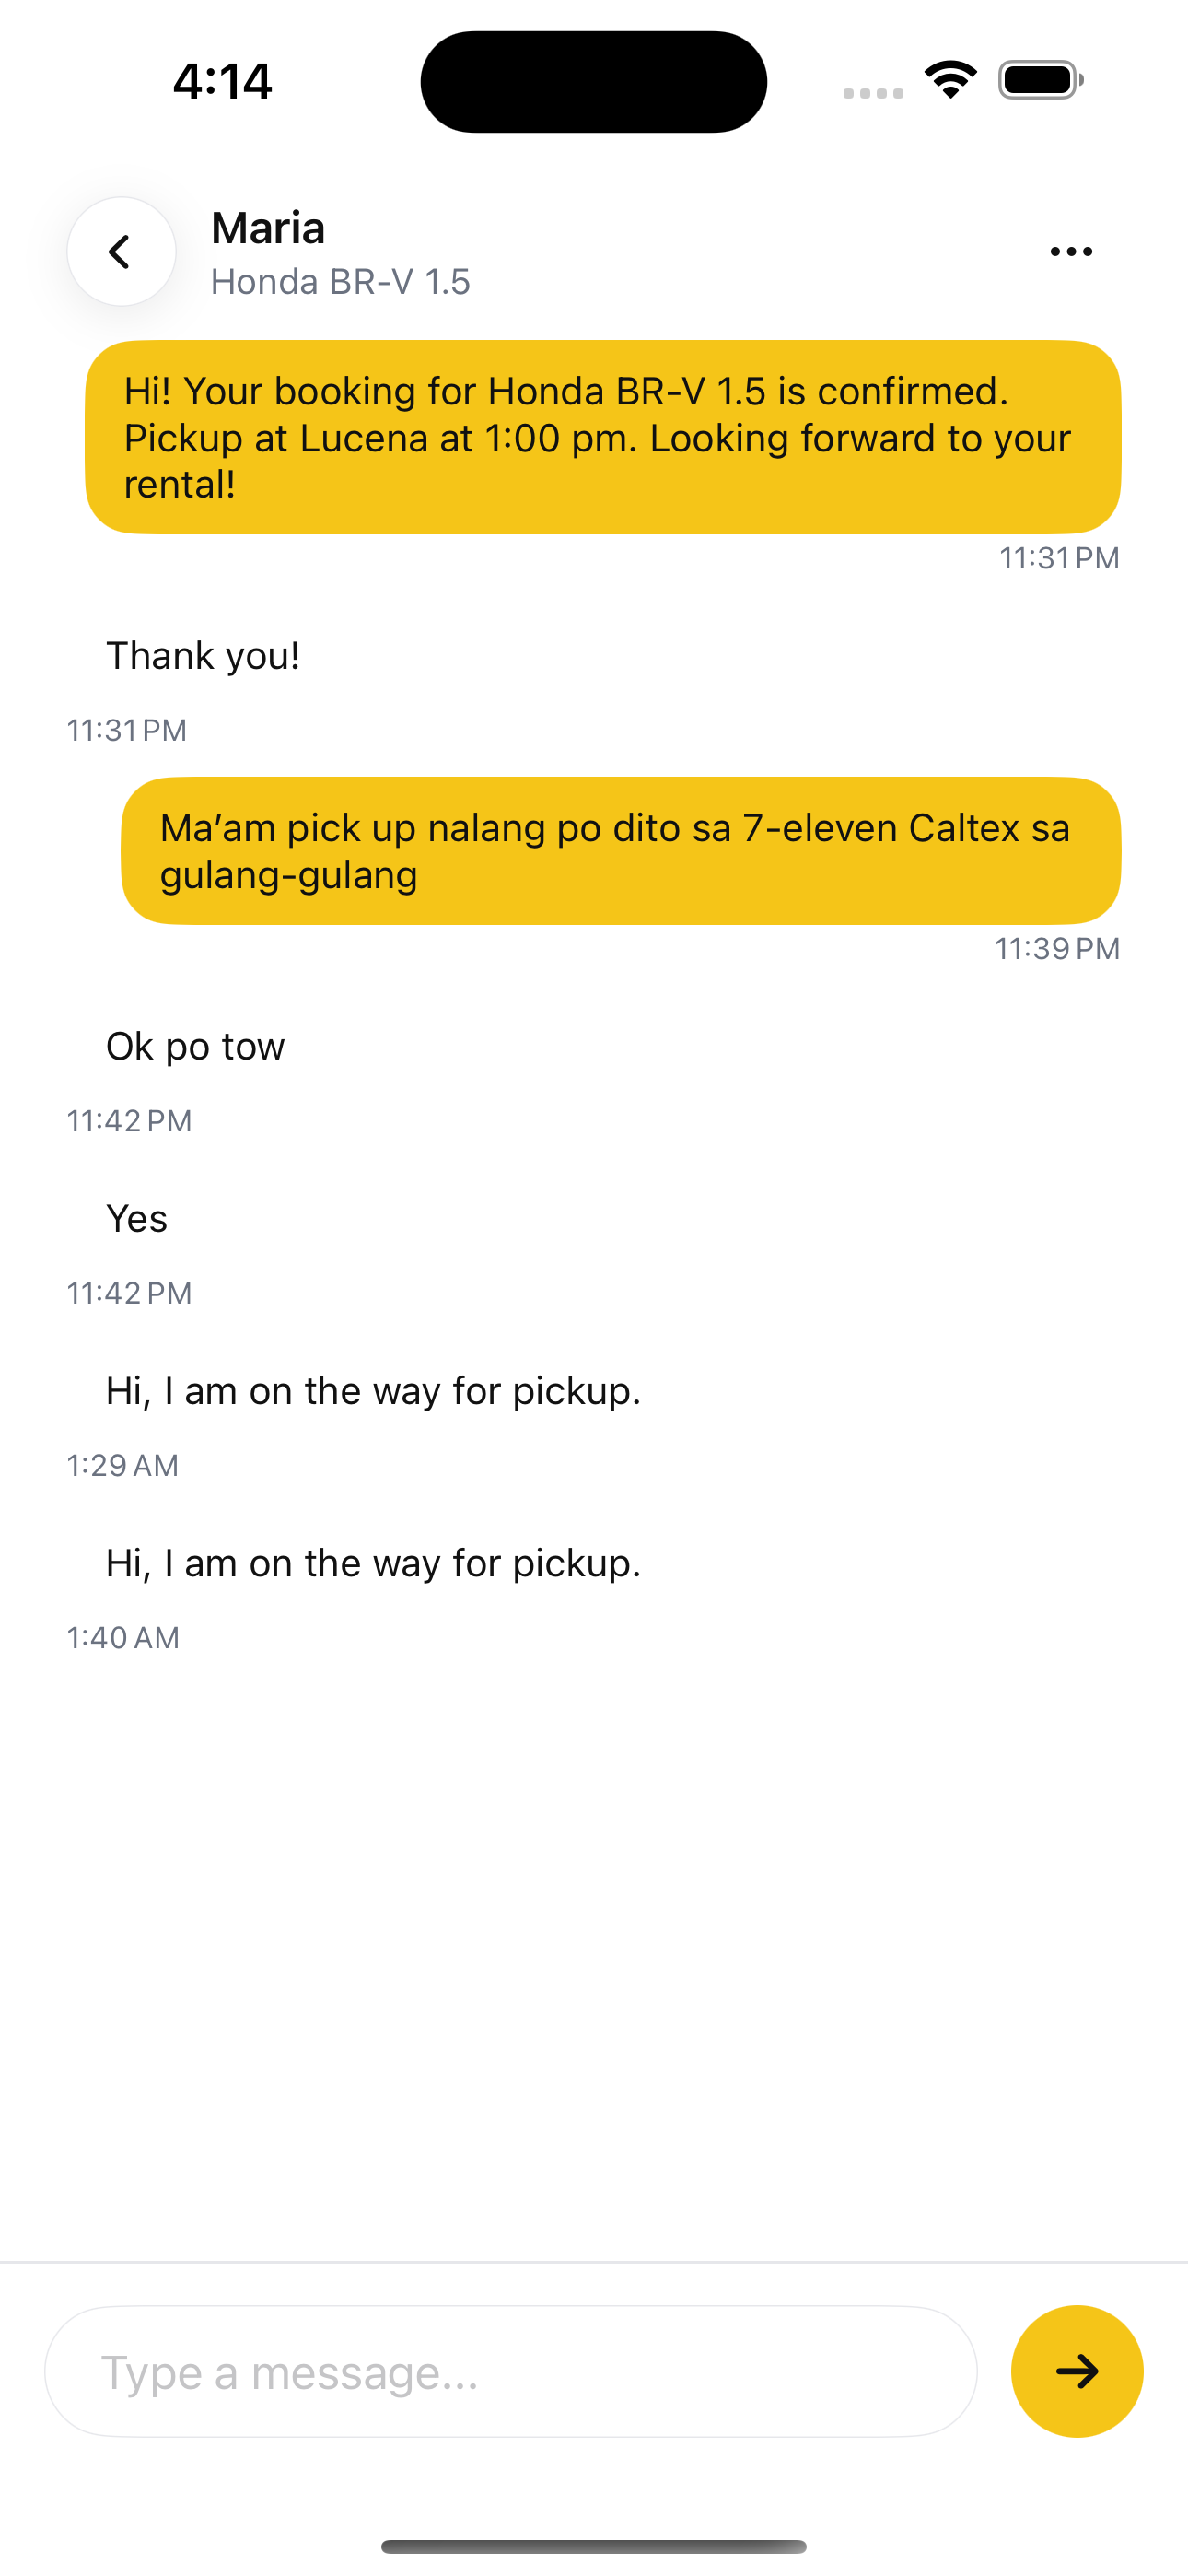 4:14
Maria
Honda BR-V 1.5
Hi! Your booking for Honda BR-V 1.5 is confirmed.
Pickup at Lucena at 1:00 pm. Looking forward to your
rental!
11:31 PM
Thank you!
11:31 PM
Ma’am pick up nalang po dito sa 7-eleven Caltex sa
gulang-gulang
11:39 PM
Ok po tow
11:42 PM
Yes
11:42 PM
Hi, I am on the way for pickup.
1:29 AM
Hi, I am on the way for pickup.
1:40 AM
Type a message...